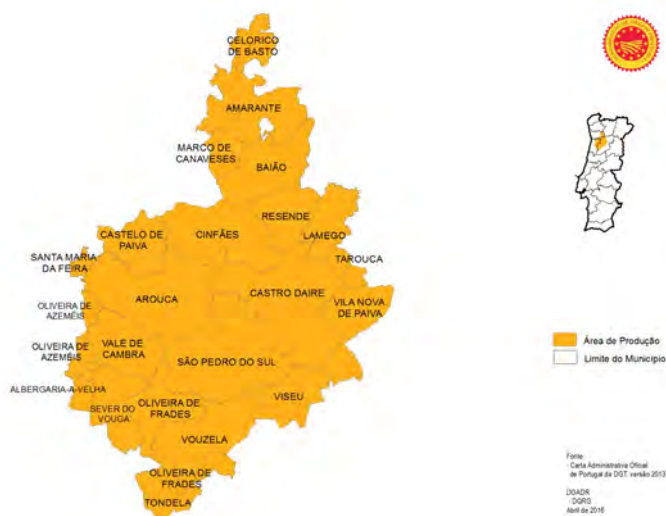 CELORICO
DE BASTO
AMARANTE
MARCO DE
CANAVESES
BAIÃO
RESENDE
CASTELO DE
PAIVA
CINFÃES
LAMEGO
SANTA MARIA
DA FEIRA
TAROUCA
OLIVEIRA DE
AZEMÉIS
AROUCA
CASTRO DAIRE
VILA NOVA
DE PAIVA
OLIVEIRA DE
AZEMÉIS
VALE DE
CAMBRA
SÃO PEDRO DO SUL
ALBERGARIA-A-VELHA
SEVER DO
VOUGA
OLIVEIRA DE
FRADES
VISEU
VOUZELA
OLIVEIRA DE
FRADES
TONDELA
Área de Produção
Limite do Município
Fonte
- Carta Administrativa Oficial
de Portugal da DGT, versão 2013
DGADR
Abril de 2016